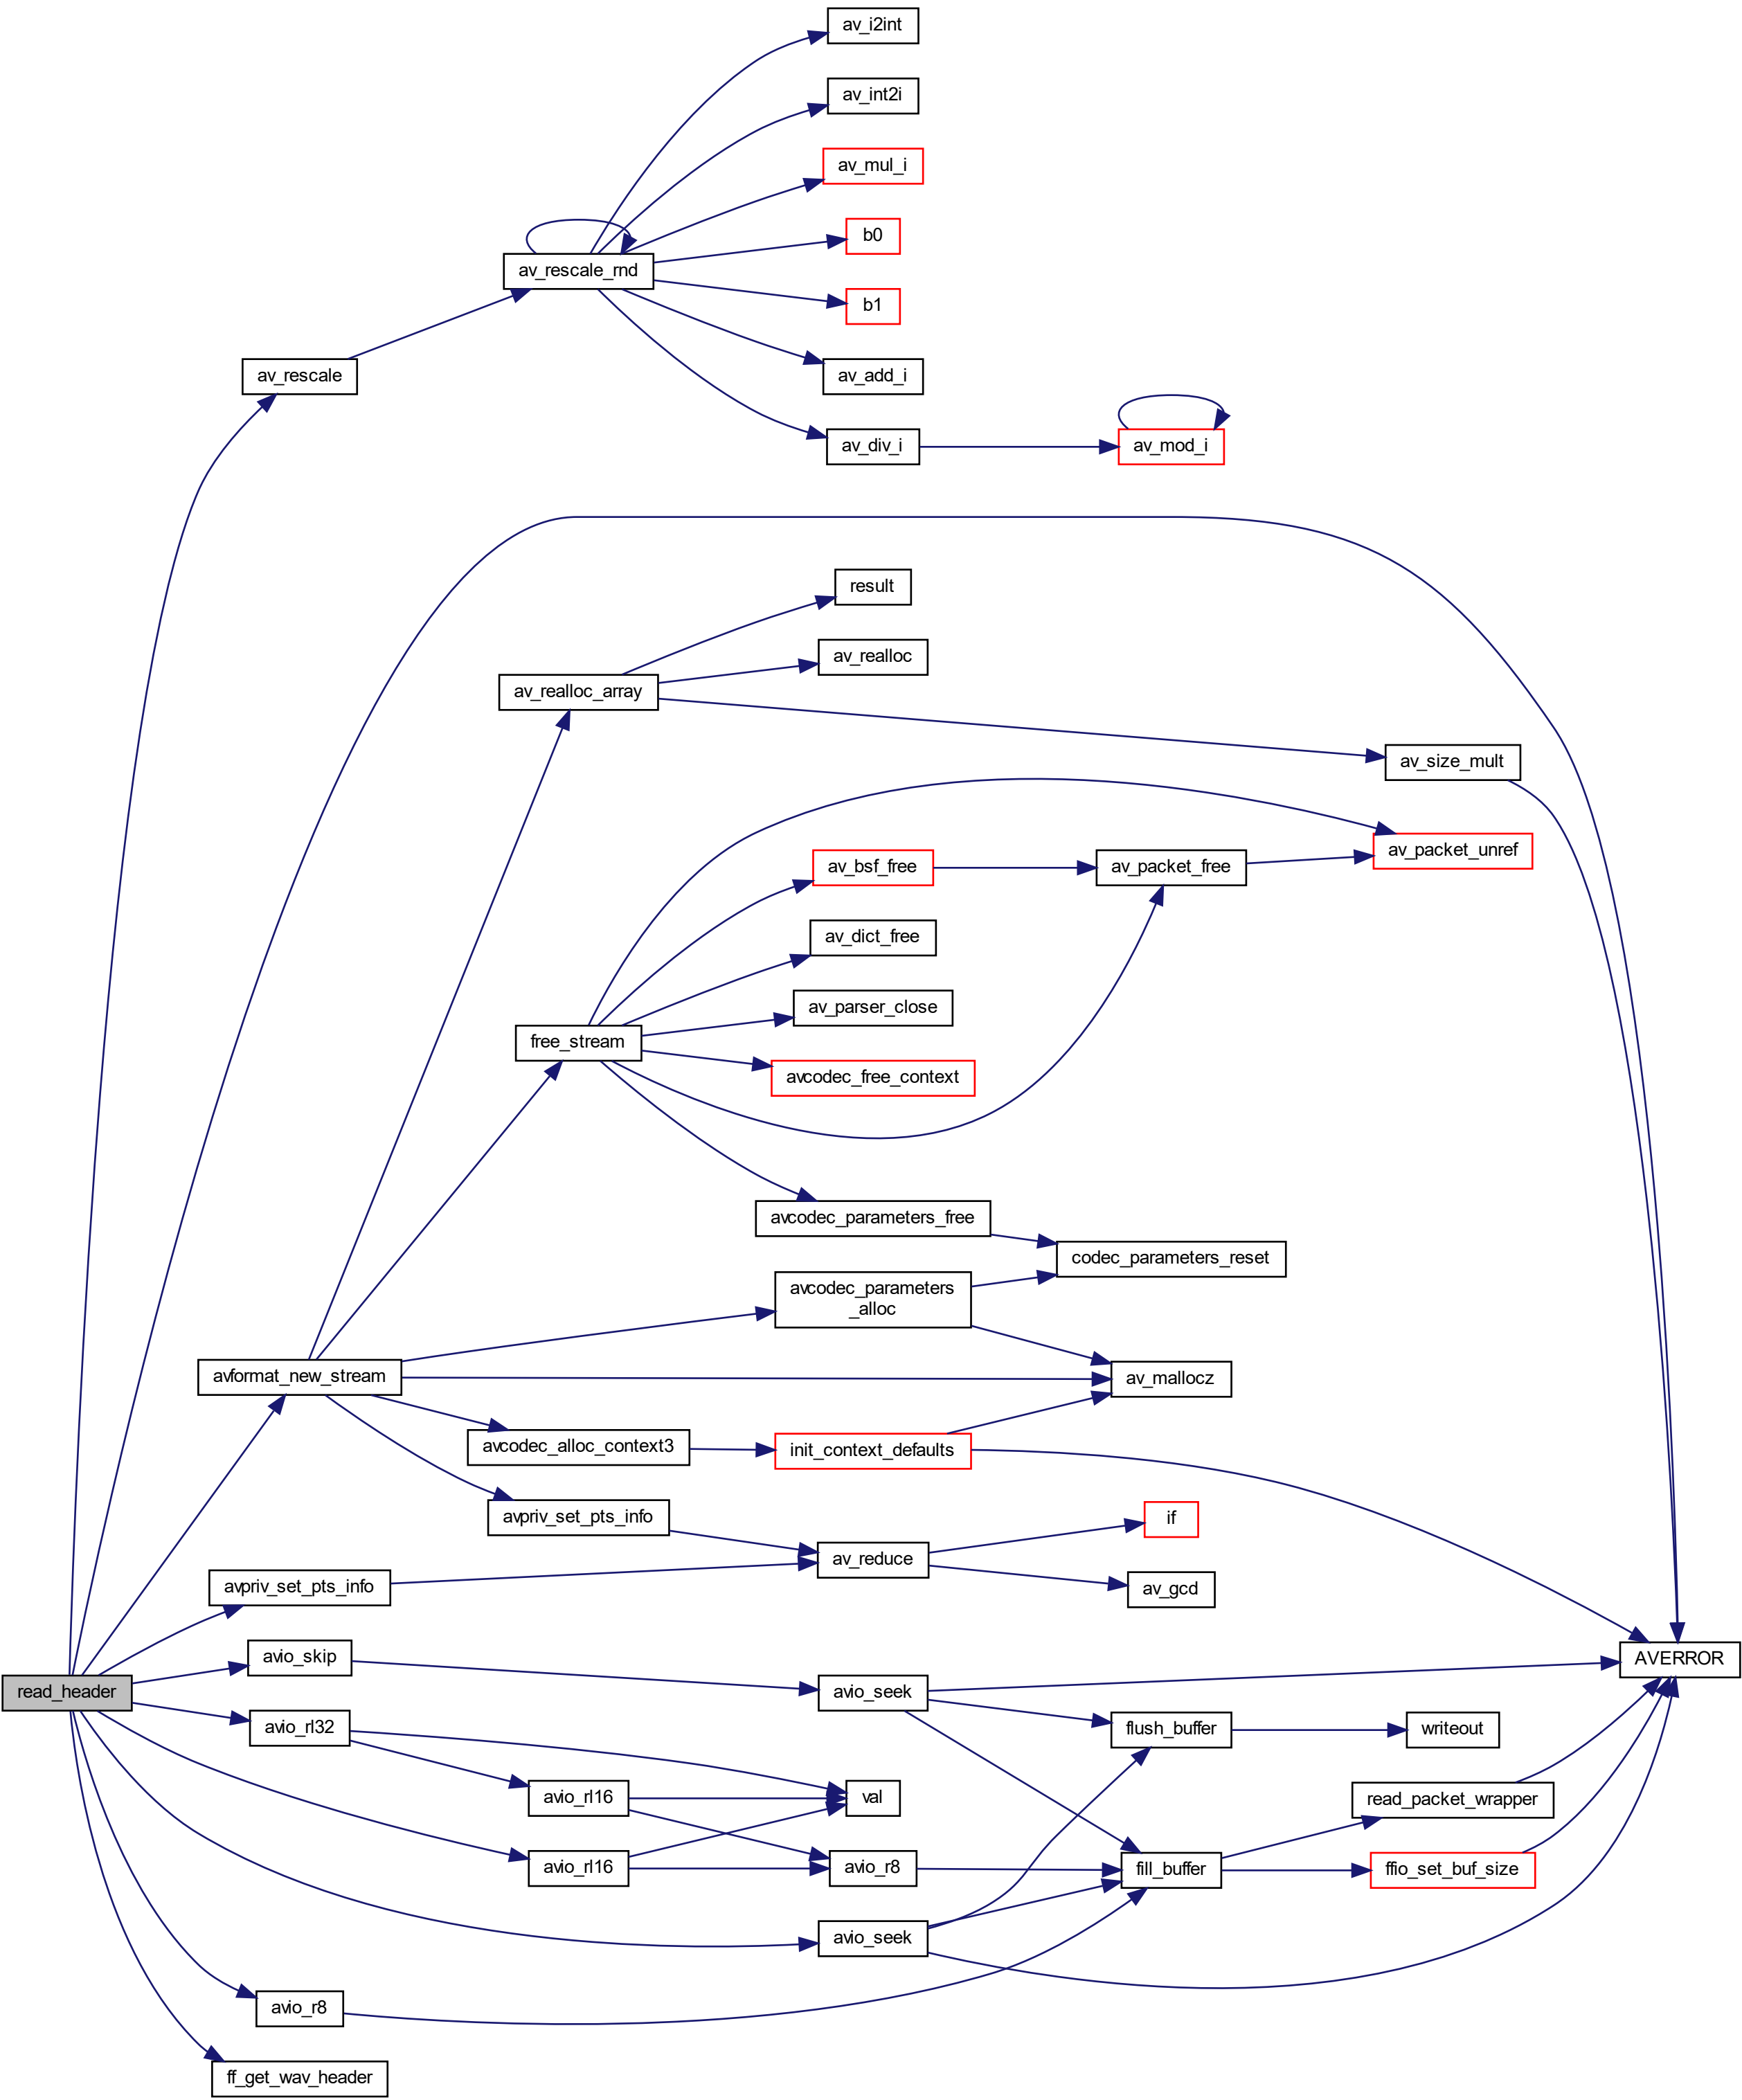 av_i2int
av_int2i
av_mul_i
b0
av_rescale_rnd
b1
av_rescale
av_add_i
av_div_i
av_mod_i
result
av_realloc
av_realloc_array
av_size_mult
av_packet_unref
av_bsf_free
av_packet_free
av_dict_free
av_parser_close
free_stream
avcodec_free_context
avcodec_parameters_free
codec_parameters_reset
avcodec_parameters
_alloc
avformat_new_stream
av_mallocz
avcodec_alloc_context3
init_context_defaults
avpriv_set_pts_info
if
av_reduce
avpriv_set_pts_info
av_gcd
avio_skip
AVERROR
read_header
avio_seek
avio_rl32
flush_buffer
writeout
avio_rl16
val
read_packet_wrapper
avio_rl16
avio_r8
fill_buffer
ffio_set_buf_size
avio_seek
avio_r8
ff_get_wav_header